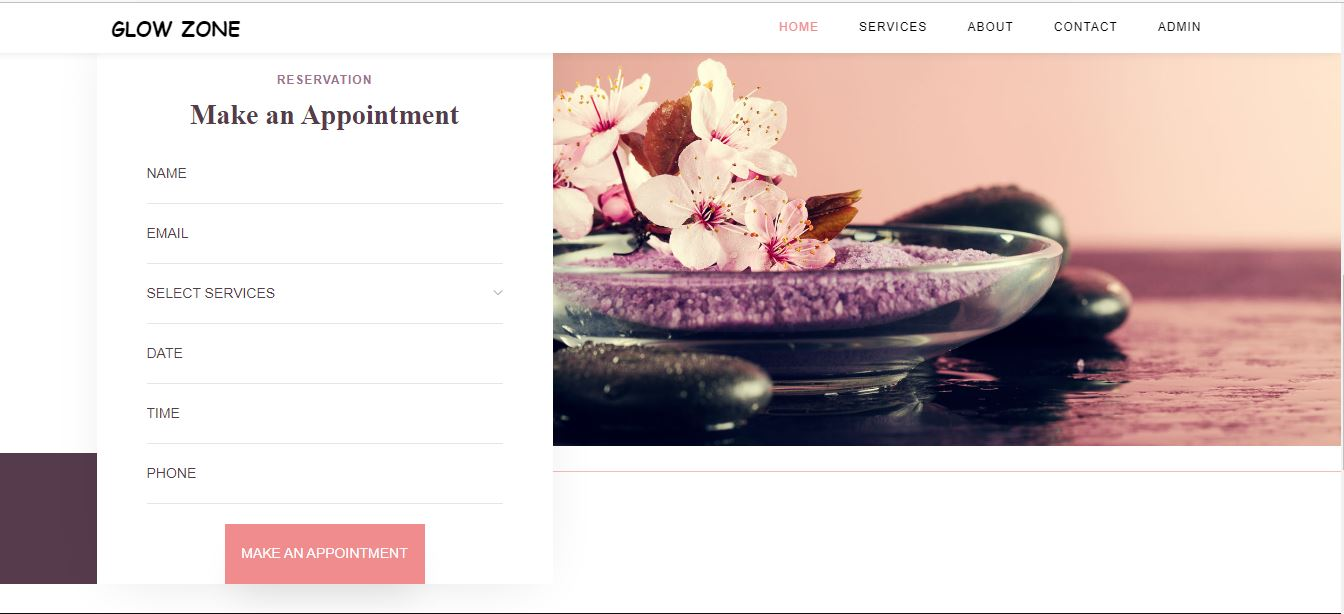 GLOW ZONE
HOME SERVICES ABOUT CONTACT ADMIN
RESERVATION
Make an Appointment
NAME
EMAIL
SELECT SERVICES
DATE
TIME
PHONE
MAKE AN APPOINTMENT